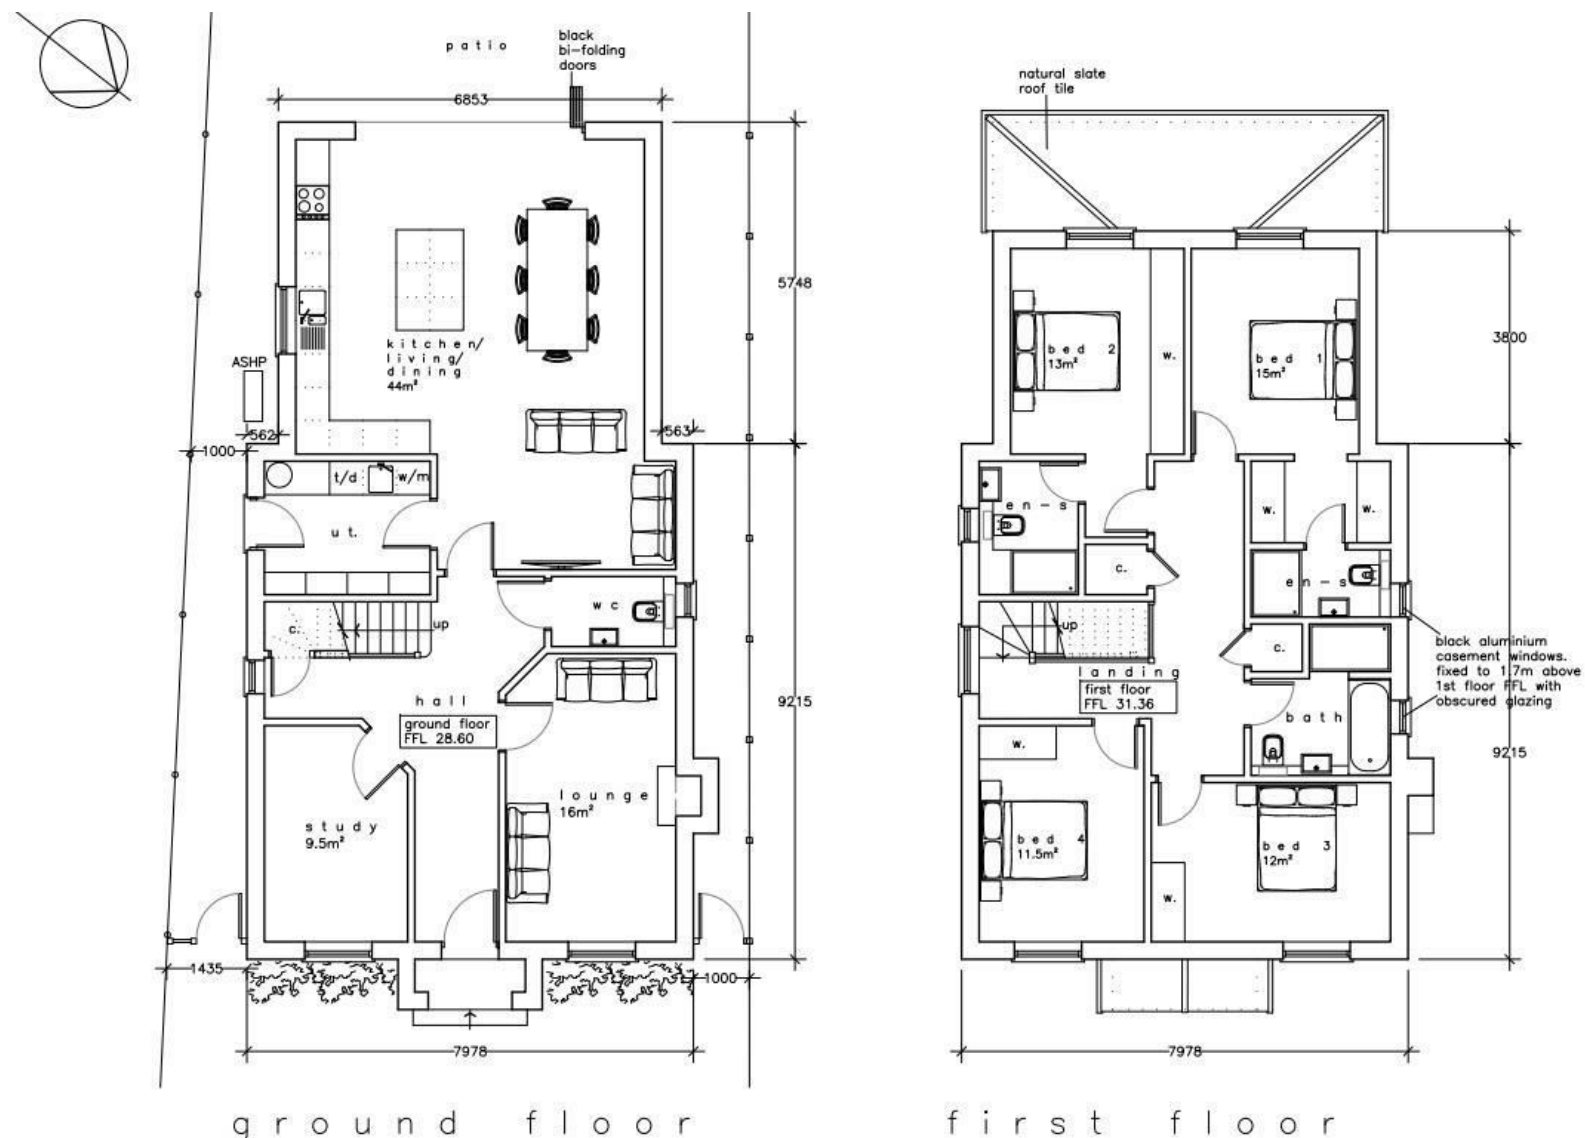 patio
black
bi-folding
doors
6853
5748
kitchen/
living/
dining
44m²
ASHP
562
563
1000
t/d
w/m
ut.
wc
c.
up
hall
ground floor
FFL 28.60
9215
lounge
16m²
study
9.5m²
1435
1000
7978
ground floor
natural slate
roof tile
3800
bed 2
13m²
w.
bed 1
15m²
en-s
w.
w.
c.
en-s
up
c.
black aluminium
casement windows.
fixed to 1.7m above
1st floor FFL with
obscured glazing
landing
first floor
FFL 31.36
bath
w.
9215
bed 4
11.5m²
bed 3
12m²
w.
7978
first floor